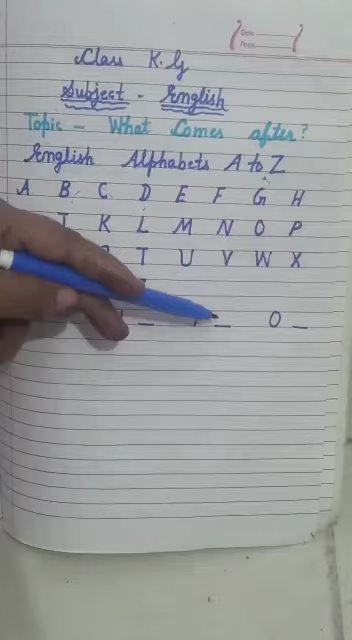 Date
Page
Class K.G
Subject - English
Topic - What Comes after?
English Alphabets A to Z
A B C D E F G H
J K L M N O P
T U V W X
_ _ O _